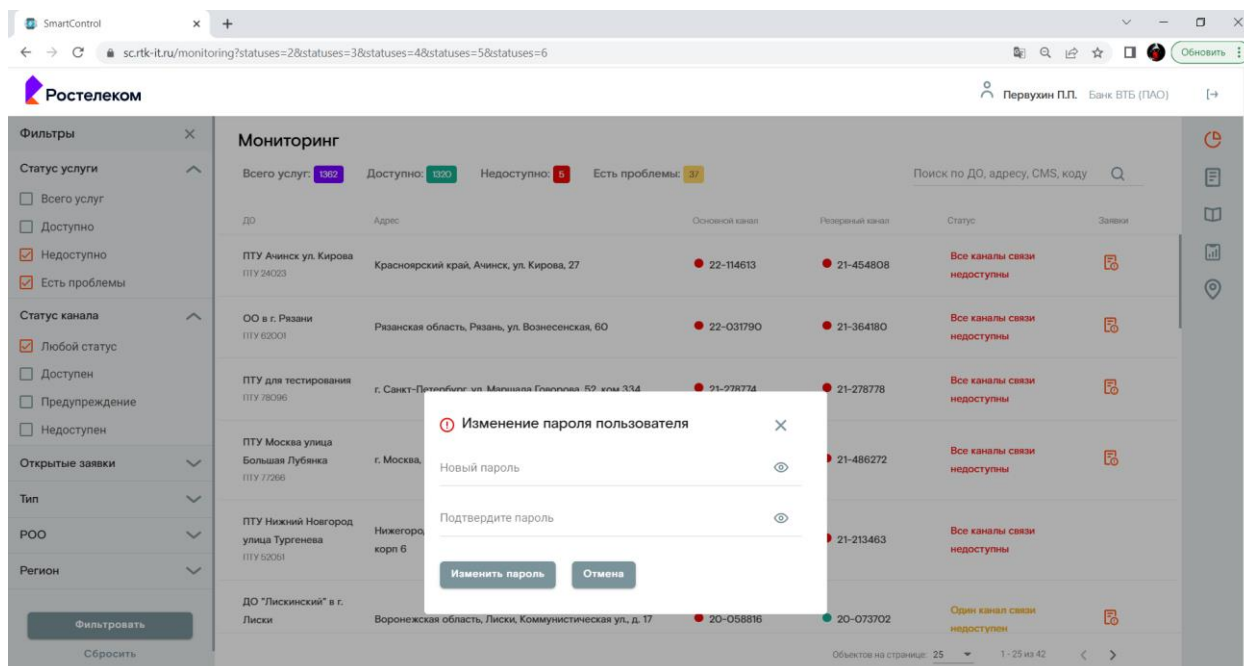 SmartControl
sc.rtk-it.ru/monitoring?statuses=2&statuses=3&statuses=4&statuses=5&statuses=6
Обновить
Ростелеком
Первухин П.П. Банк ВТБ (ПАО)
Фильтры
Статус услуги
Всего услуг
Доступно
Недоступно
Есть проблемы
Статус канала
Любой статус
Доступен
Предупреждение
Недоступен
Открытые заявки
Тип
РОО
Регион
Фильтровать
Сбросить
Мониторинг
Всего услуг: 1362 Доступно: 1320 Недоступно: 5 Есть проблемы: 37
Поиск по ДО, адресу, CMS, коду
ДО Адрес Основной канал Резервный канал Статус Заявки
ПТУ Ачинск ул. Кирова
ПТУ 24023
Красноярский край, Ачинск, ул. Кирова, 27
22-114613
21-454808
Все каналы связи
недоступны
ОО в г. Рязани
ПТУ 62001
Рязанская область, Рязань, ул. Вознесенская, 60
22-031790
21-364180
Все каналы связи
недоступны
ПТУ для тестирования
ПТУ 78096
г. Санкт-Петербург, ул. Маршала Говорова, 52, ком 334
21-278774
21-278778
Все каналы связи
недоступны
ПТУ Москва улица
Большая Лубянка
ПТУ 77266
г. Москва,
21-486272
Все каналы связи
недоступны
ПТУ Нижний Новгород
улица Тургенева
ПТУ 52051
корп 6
21-213463
Все каналы связи
недоступны
ДО "Лискинский" в г.
Лиски
Воронежская область, Лиски, Коммунистическая ул., д. 17
20-058816
20-073702
Один канал связи
недоступен
Изменение пароля пользователя
Новый пароль
Подтвердите пароль
Изменить пароль
Отмена
Объектов на странице: 25 1 - 25 из 42